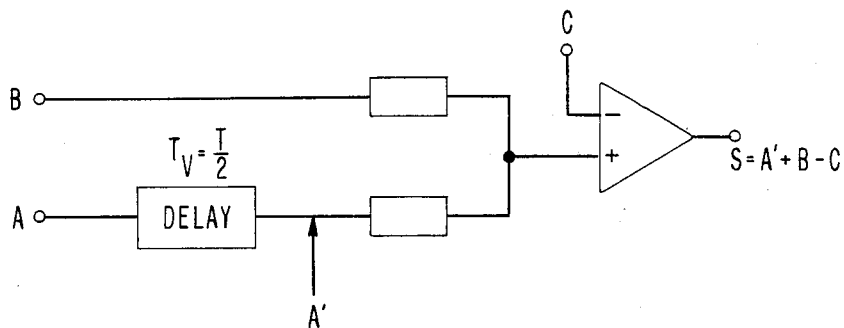 C
B
T_V = T/2
A
DELAY
A'
−
+
S = A' + B − C